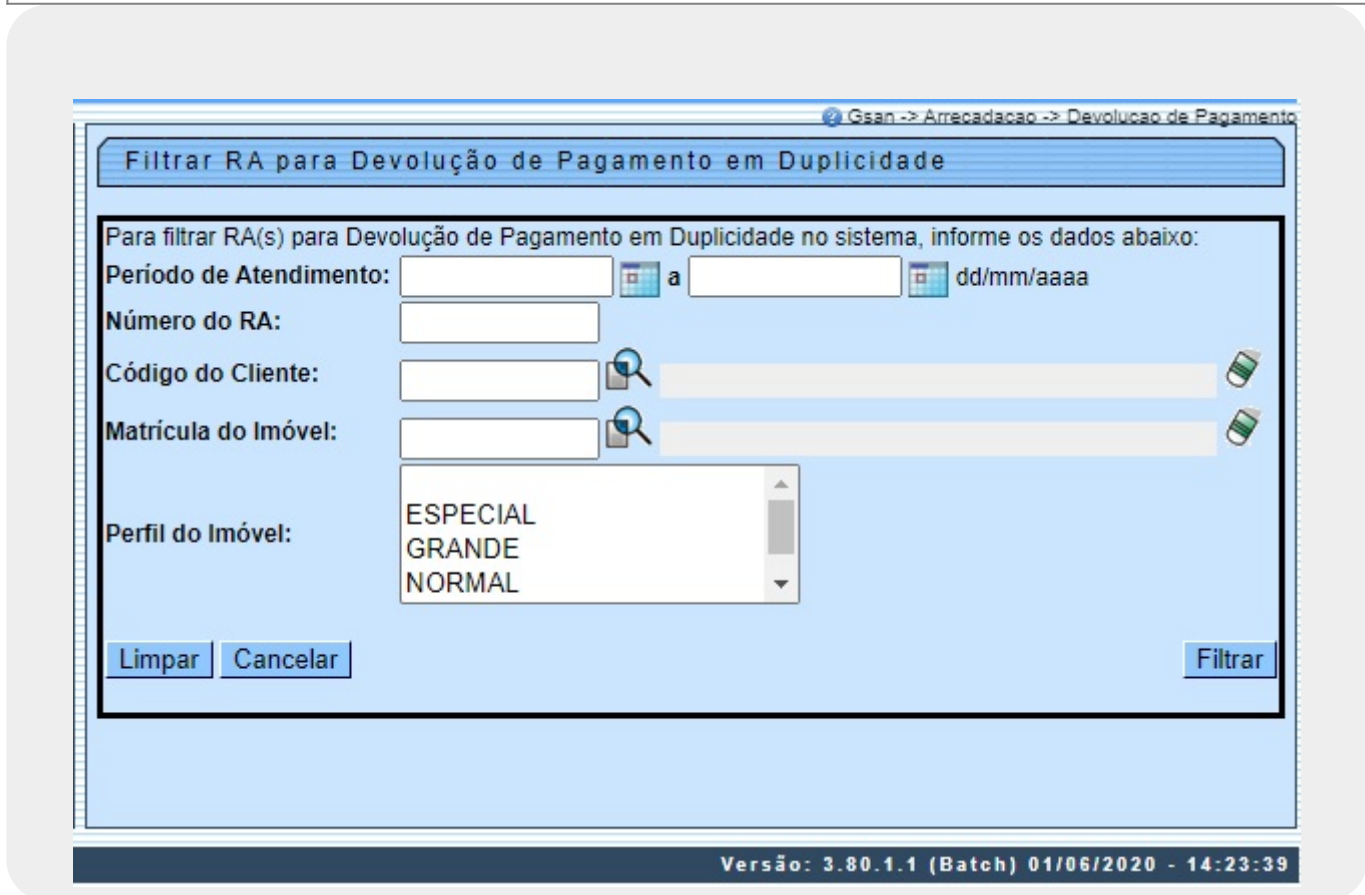 Gsan -> Arrecadacao -> Devolucao de Pagamento
Filtrar RA para Devolução de Pagamento em Duplicidade
Para filtrar RA(s) para Devolução de Pagamento em Duplicidade no sistema, informe os dados abaixo:
Período de Atendimento: a dd/mm/aaaa
Número do RA:
Código do Cliente:
Matrícula do Imóvel:
Perfil do Imóvel:
ESPECIAL
GRANDE
NORMAL
Limpar Cancelar Filtrar
Versão: 3.80.1.1 (Batch) 01/06/2020 - 14:23:39